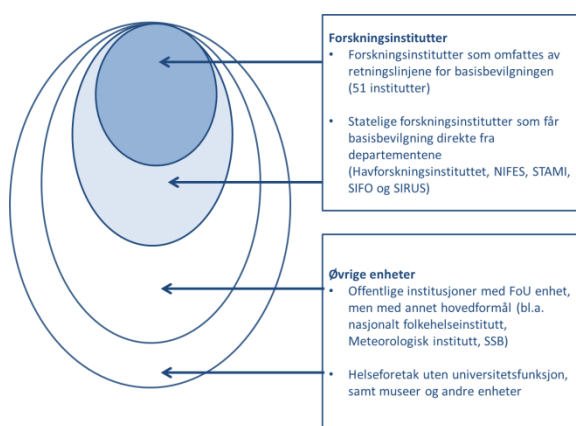 Forskningsinstitutter
• Forskningsinstitutter som omfattes av
retningslinjene for basisbevilgningen
(51 institutter)
• Statelige forskningsinstitutter som får
basisbevilgning direkte fra
departementene
(Havforskningsinstituttet, NIFES, STAMI,
SIFO og SIRUS)
Øvrige enheter
• Offentlige institusjoner med FoU enhet,
men med annet hovedformål (bl.a.
nasjonalt folkehelseinstitutt,
Meteorologisk institutt, SSB)
• Helseforetak uten universitetsfunksjon,
samt museer og andre enheter